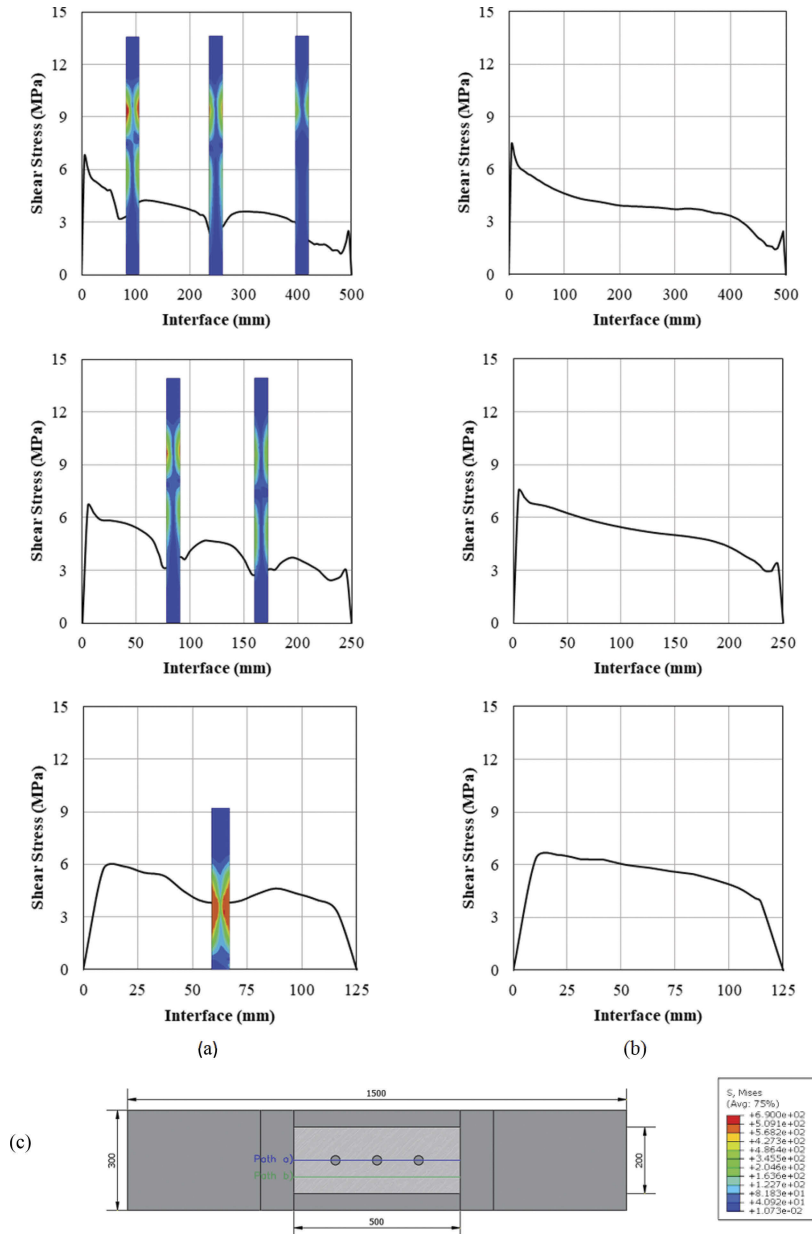 15
12
9
6
3
0
Shear Stress (MPa)
0 100 200 300 400 500
Interface (mm)
15
12
9
6
3
0
Shear Stress (MPa)
0 100 200 300 400 500
Interface (mm)
15
12
9
6
3
0
Shear Stress (MPa)
0 50 100 150 200 250
Interface (mm)
15
12
9
6
3
0
Shear Stress (MPa)
0 50 100 150 200 250
Interface (mm)
15
12
9
6
3
0
Shear Stress (MPa)
0 25 50 75 100 125
Interface (mm)
(a)
15
12
9
6
3
0
Shear Stress (MPa)
0 25 50 75 100 125
Interface (mm)
(b)
(c)
1500
300
Path a)
Path b)
200
500
S, Mises
(Avg: 75%)
+6.900e+02
+5.091e+02
+5.682e+02
+4.273e+02
+4.864e+02
+3.455e+02
+2.046e+02
+1.636e+02
+1.227e+02
+8.183e+01
+4.092e+01
+1.073e-02